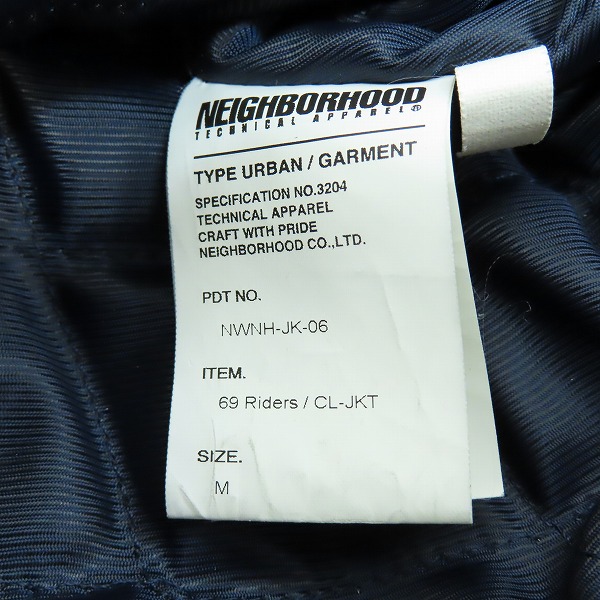 NEIGHBORHOOD
TECHNICAL APPAREL®
TYPE URBAN / GARMENT
SPECIFICATION NO.3204
TECHNICAL APPAREL
CRAFT WITH PRIDE
NEIGHBORHOOD CO.,LTD.
PDT NO.
NWNH-JK-06
ITEM.
69 Riders / CL-JKT
SIZE.
M